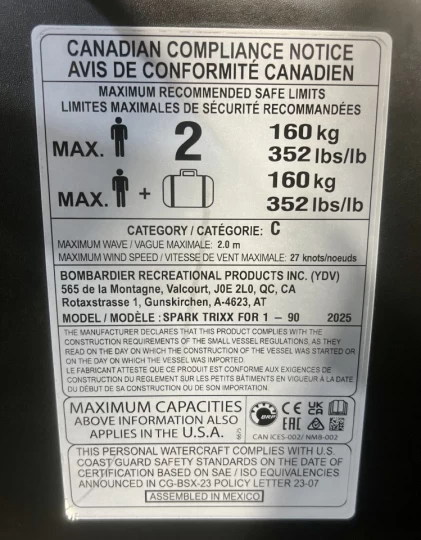 CANADIAN COMPLIANCE NOTICE
AVIS DE CONFORMITÉ CANADIEN
MAXIMUM RECOMMENDED SAFE LIMITS
LIMITES MAXIMALES DE SÉCURITÉ RECOMMANDÉES
MAX. 2 160 kg
352 lbs/lb
MAX. + 160 kg
352 lbs/lb
CATEGORY / CATÉGORIE: C
MAXIMUM WAVE / VAGUE MAXIMALE: 2.0 m
MAXIMUM WIND SPEED / VITESSE DE VENT MAXIMALE: 27 knots/noeuds
BOMBARDIER RECREATIONAL PRODUCTS INC. (YDV)
565 de la Montagne, Valcourt, J0E 2L0, QC, CA
Rotaxstrasse 1, Gunskirchen, A-4623, AT
MODEL / MODÈLE : SPARK TRIXX FOR 1 – 90 2025
THE MANUFACTURER DECLARES THAT THIS PRODUCT COMPLIES WITH THE
CONSTRUCTION REQUIREMENTS OF THE SMALL VESSEL REGULATIONS, AS THEY
READ ON THE DAY ON WHICH THE CONSTRUCTION OF THE VESSEL WAS STARTED OR
ON THE DAY ON WHICH THE VESSEL WAS IMPORTED.
LE FABRICANT ATTESTE QUE CE PRODUIT EST CONFORME AUX EXIGENCES DE
CONSTRUCTION DU RÈGLEMENT SUR LES PETITS BÂTIMENTS EN VIGUEUR À LA DATE
DU DÉBUT DE SA CONSTRUCTION OU DE SON IMPORTATION.
MAXIMUM CAPACITIES
ABOVE INFORMATION ALSO
APPLIES IN THE U.S.A.
BRP CE UK CA
EAC
CAN ICES-002/ NMB-002
THIS PERSONAL WATERCRAFT COMPLIES WITH U.S.
COAST GUARD SAFETY STANDARDS ON THE DATE OF
CERTIFICATION BASED ON SAE / ISO EQUIVALENCIES
ANNOUNCED IN CG-BSX-23 POLICY LETTER 23-07
ASSEMBLED IN MEXICO